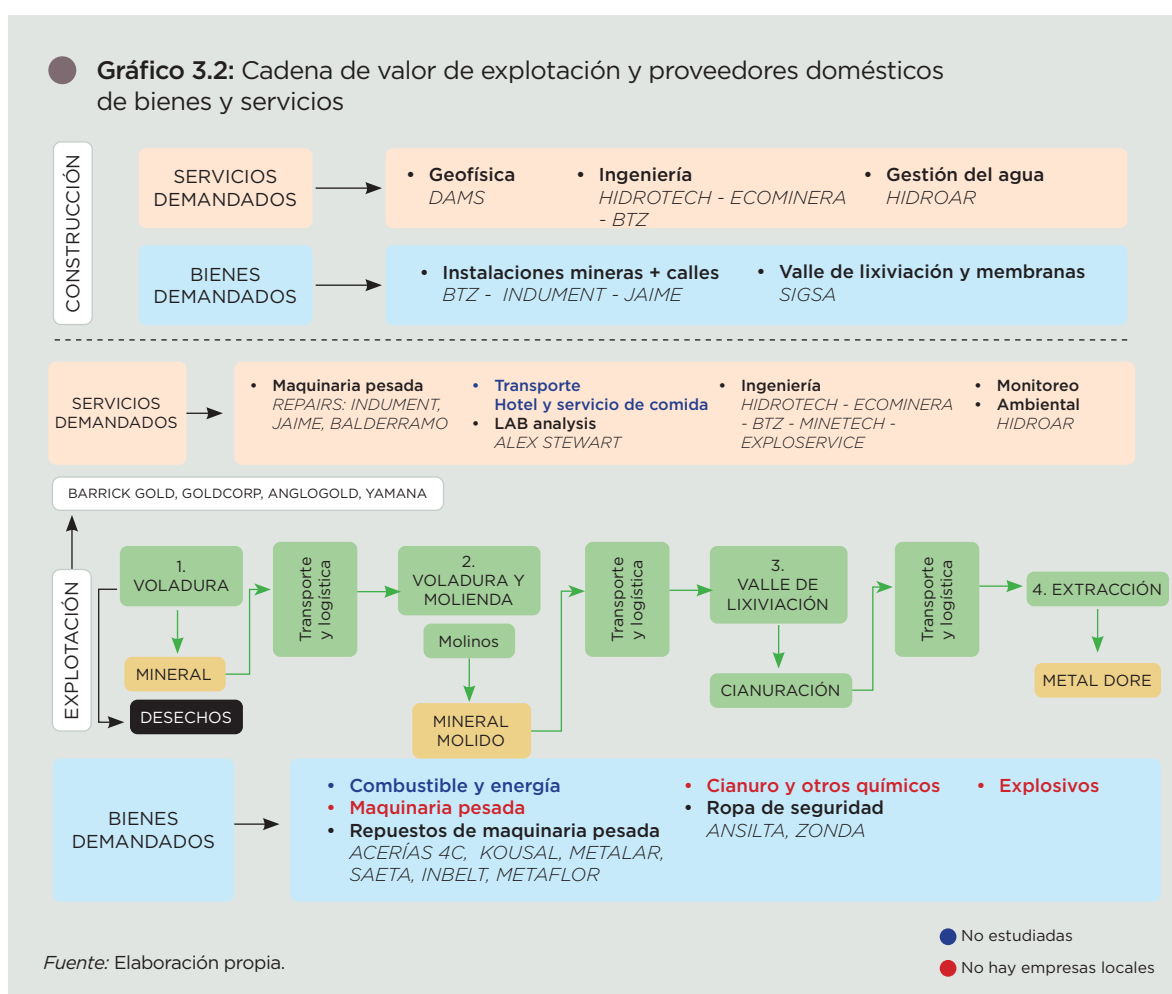 Gráfico 3.2: Cadena de valor de explotación y proveedores domésticos
de bienes y servicios
CONSTRUCCIÓN
SERVICIOS
DEMANDADOS
• Geofísica
DAMS
• Ingeniería
HIDROTECH - ECOMINERA
- BTZ
• Gestión del agua
HIDROAR
BIENES
DEMANDADOS
• Instalaciones mineras + calles
BTZ - INDUMENT - JAIME
• Valle de lixiviación y membranas
SIGSA
SERVICIOS
DEMANDADOS
• Maquinaria pesada
REPAIRS: INDUMENT,
JAIME, BALDERRAMO
• Transporte
Hotel y servicio de comida
• LAB analysis
ALEX STEWART
• Ingeniería
HIDROTECH - ECOMINERA
- BTZ - MINETECH -
EXPLOSERVICE
• Monitoreo
• Ambiental
HIDROAR
BARRICK GOLD, GOLDCORP, ANGLOGOLD, YAMANA
EXPLOTACIÓN
1.
VOLADURA
MINERAL
DESECHOS
Transporte
y logística
2.
VOLADURA Y
MOLIENDA
Molinos
MINERAL
MOLIDO
Transporte
y logística
3.
VALLE DE
LIXIVIACIÓN
CIANURACIÓN
Transporte
y logística
4. EXTRACCIÓN
METAL DORE
BIENES
DEMANDADOS
• Combustible y energía
• Maquinaria pesada
• Repuestos de maquinaria pesada
ACERÍAS 4C, KOUSAL, METALAR,
SAETA, INBELT, METAFLOR
• Cianuro y otros químicos
• Ropa de seguridad
ANSILTA, ZONDA
• Explosivos
Fuente: Elaboración propia.
No estudiadas
No hay empresas locales